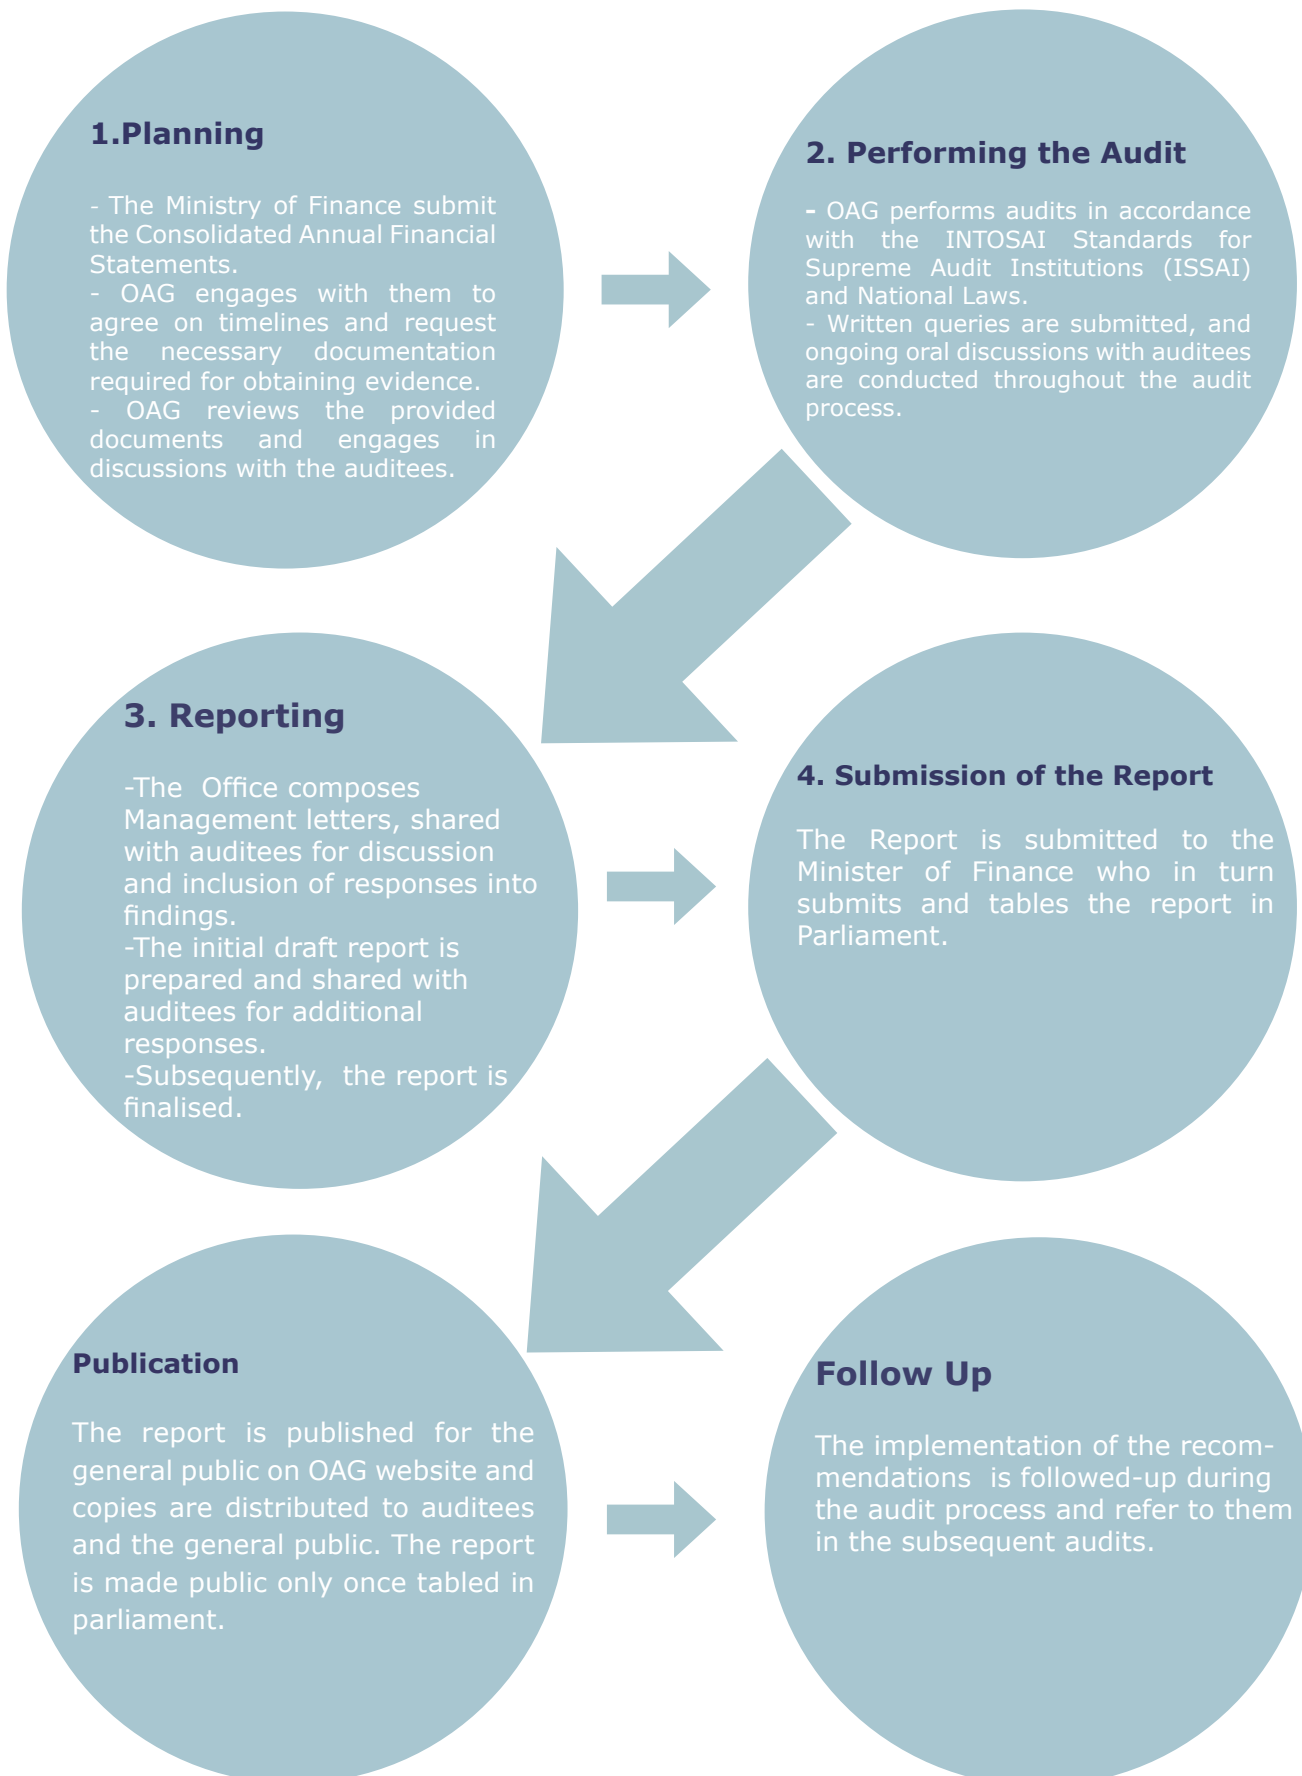 1.Planning
- The Ministry of Finance submit
the Consolidated Annual Financial
Statements.
- OAG engages with them to
agree on timelines and request
the necessary documentation
required for obtaining evidence.
- OAG reviews the provided
documents and engages in
discussions with the auditees.
2. Performing the Audit
- OAG performs audits in accordance
with the INTOSAI Standards for
Supreme Audit Institutions (ISSAI)
and National Laws.
- Written queries are submitted, and
ongoing oral discussions with auditees
are conducted throughout the audit
process.
3. Reporting
-The Office composes
Management letters, shared
with auditees for discussion
and inclusion of responses into
findings.
-The initial draft report is
prepared and shared with
auditees for additional
responses.
-Subsequently, the report is
finalised.
4. Submission of the Report
The Report is submitted to the
Minister of Finance who in turn
submits and tables the report in
Parliament.
Publication
The report is published for the
general public on OAG website and
copies are distributed to auditees
and the general public. The report
is made public only once tabled in
parliament.
Follow Up
The implementation of the recom-
mendations is followed-up during
the audit process and refer to them
in the subsequent audits.